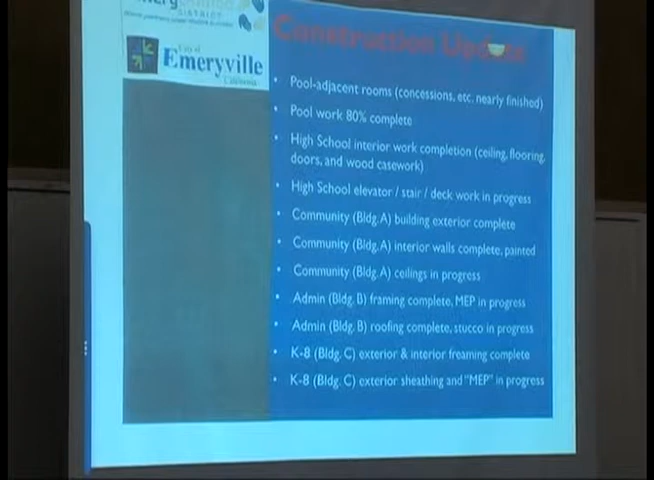 DISTRICT
City of
Emeryville
California
Construction Update
• Pool-adjacent rooms (concessions, etc. nearly finished)
• Pool work 80% complete
• High School interior work completion (ceiling, flooring,
doors, and wood casework)
• High School elevator / stair / deck work in progress
• Community (Bldg. A) building exterior complete
• Community (Bldg. A) interior walls complete, painted
• Community (Bldg. A) ceilings in progress
• Admin (Bldg. B) framing complete, MEP in progress
• Admin (Bldg. B) roofing complete, stucco in progress
• K-8 (Bldg. C) exterior & interior freaming complete
• K-8 (Bldg. C) exterior sheathing and "MEP" in progress